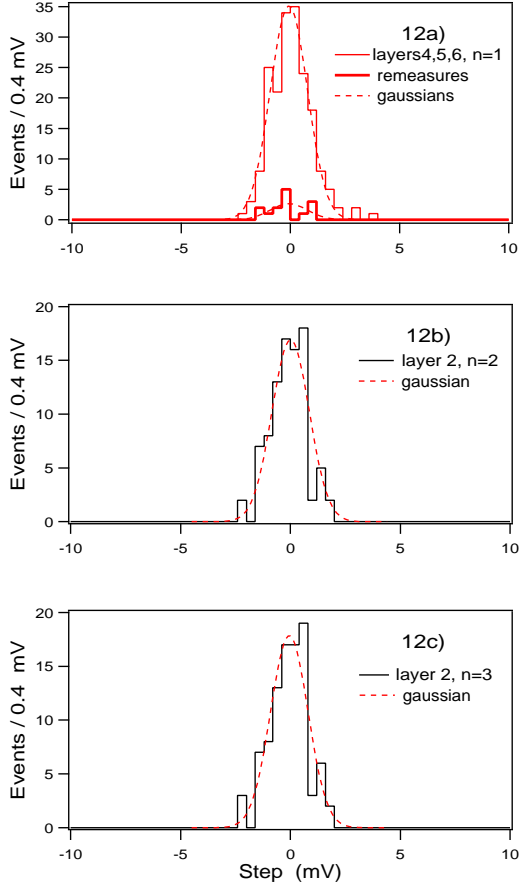 12a)
layers4,5,6, n=1
remeasures
gaussians
Events / 0.4 mV
35
30
25
20
15
10
5
0
-10
-5
0
5
10
12b)
layer 2, n=2
gaussian
Events / 0.4 mV
20
15
10
5
0
-10
-5
0
5
10
12c)
layer 2, n=3
gaussian
Events / 0.4 mV
20
15
10
5
0
-10
-5
0
5
10
Step (mV)